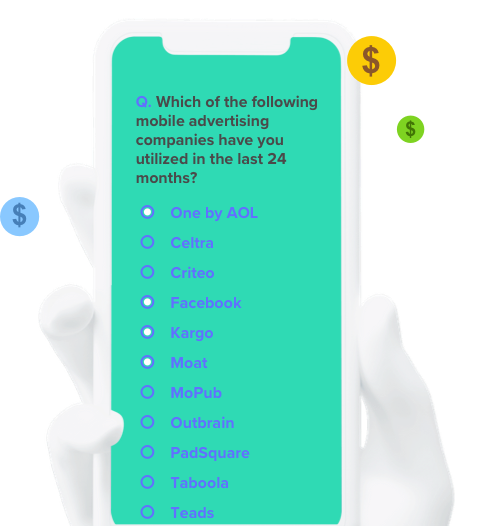 $
$
Q. Which of the following
mobile advertising
companies have you
utilized in the last 24
months?
$
One by AOL
Celtra
Criteo
Facebook
Kargo
Moat
MoPub
Outbrain
PadSquare
Taboola
Teads